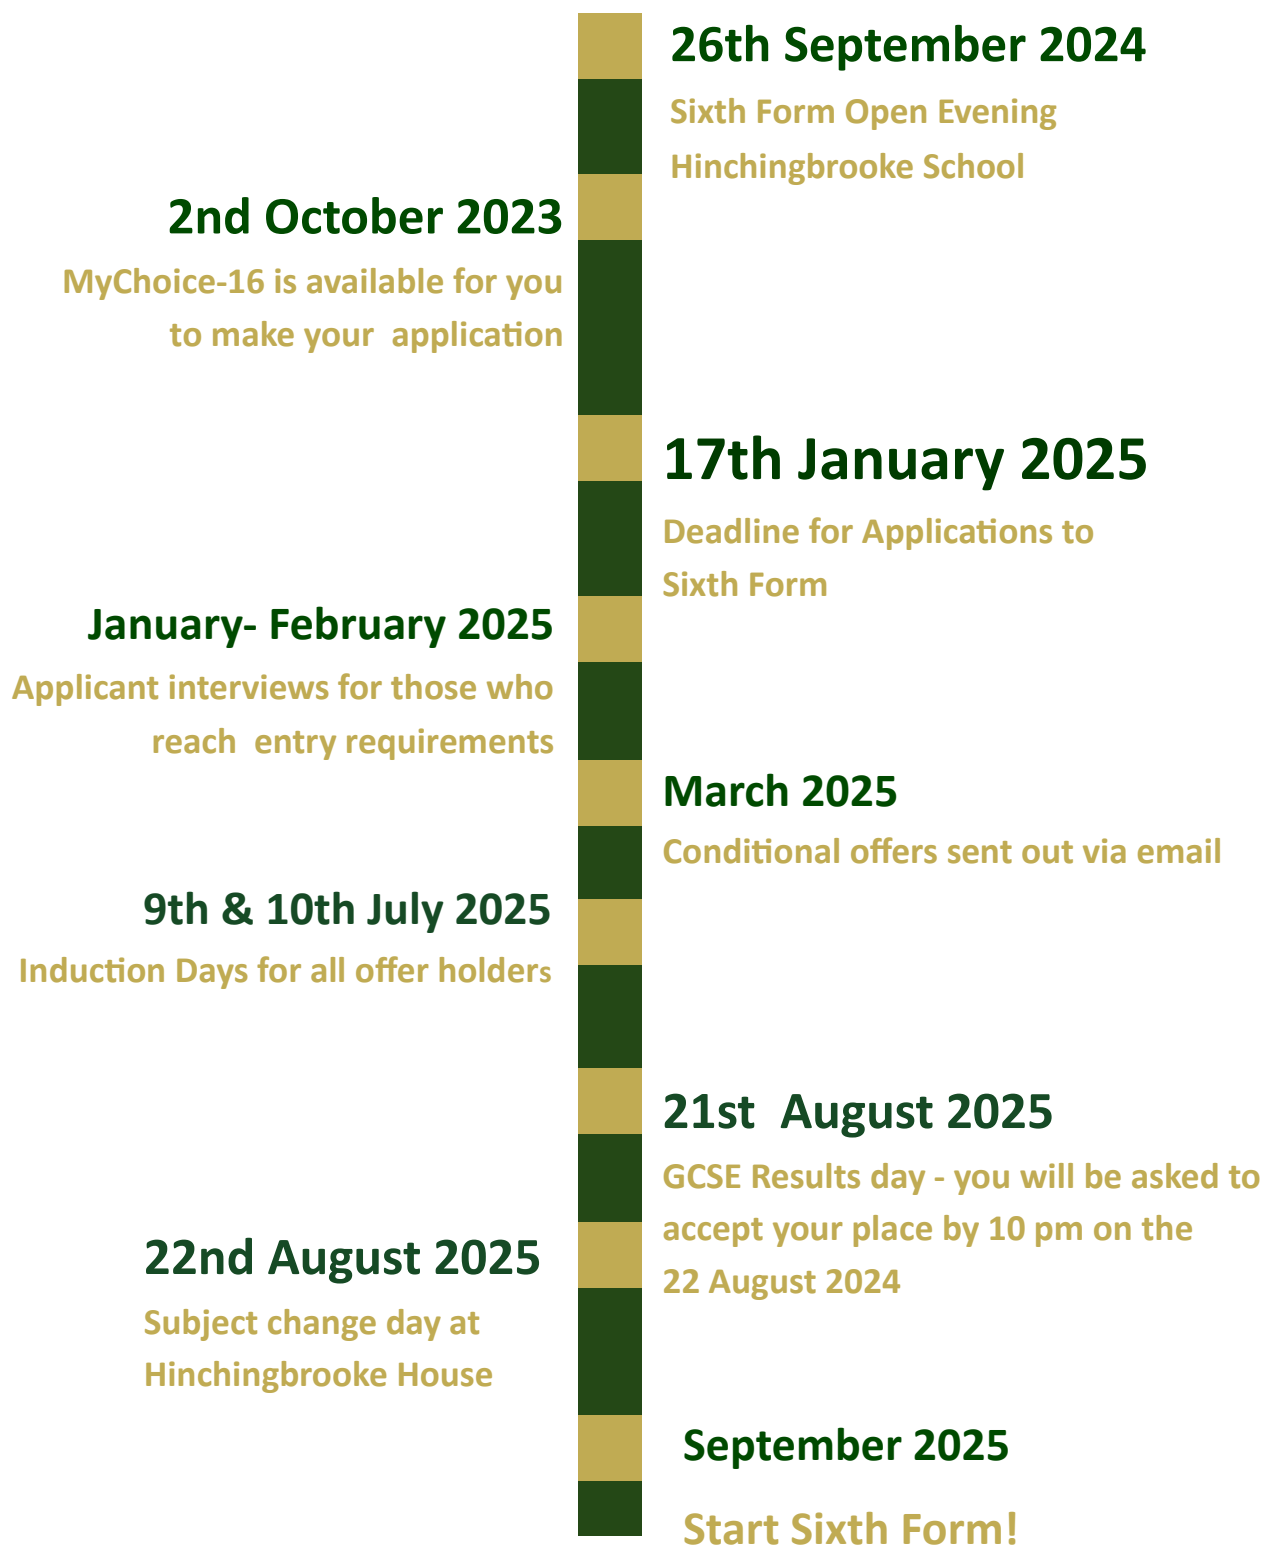 26th September 2024
Sixth Form Open Evening
Hinchingbrooke School
2nd October 2023
MyChoice-16 is available for you
to make your  application
17th January 2025
Deadline for Applications to
Sixth Form
January- February 2025
Applicant interviews for those who
reach  entry requirements
March 2025
Conditional offers sent out via email
9th & 10th July 2025
Induction Days for all offer holders
21st  August 2025
GCSE Results day - you will be asked to
accept your place by 10 pm on the
22 August 2024
22nd August 2025
Subject change day at
Hinchingbrooke House
September 2025
Start Sixth Form!